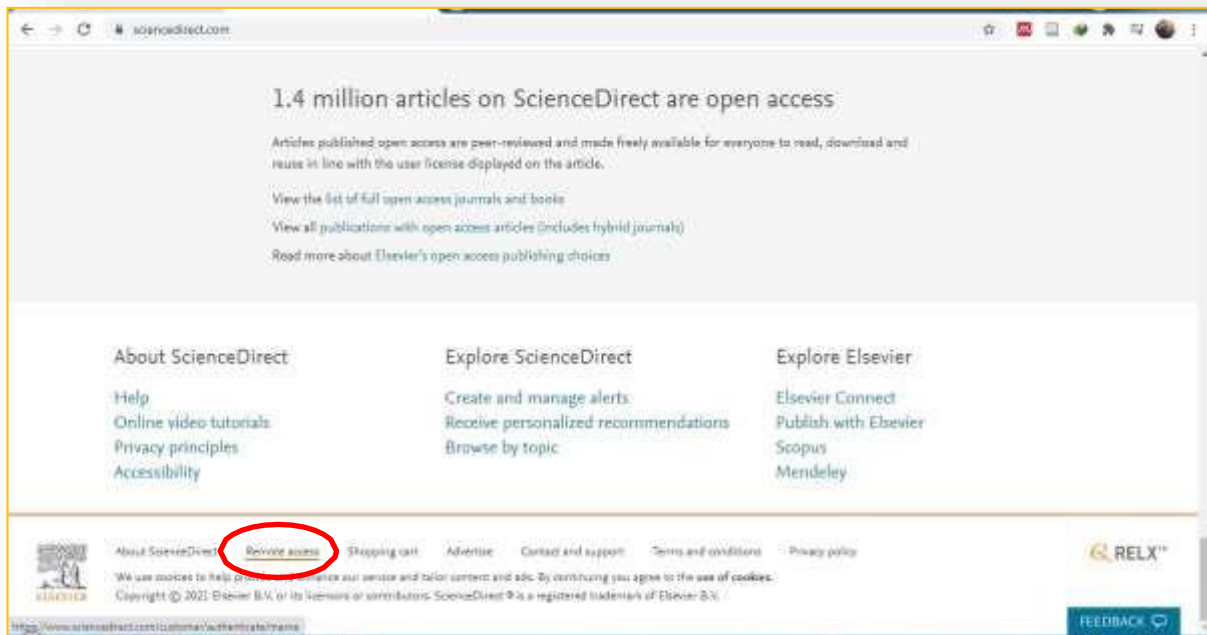 sciencedirect.com
1.4 million articles on ScienceDirect are open access
Articles published open access are peer-reviewed and made freely available for everyone to read, download and
reuse in line with the user license displayed on the article.
View the list of full open access journals and books
View all publications with open access articles (includes hybrid journals)
Read more about Elsevier's open access publishing choices
About ScienceDirect
Help
Online video tutorials
Privacy principles
Accessibility
Explore ScienceDirect
Create and manage alerts
Receive personalized recommendations
Browse by topic
Explore Elsevier
Elsevier Connect
Publish with Elsevier
Scopus
Mendeley
ELSEVIER
About ScienceDirect Remote access Shopping cart Advertise Contact and support Terms and conditions Privacy policy
We use cookies to help provide and enhance our service and tailor content and ads. By continuing you agree to the use of cookies.
Copyright © 2021 Elsevier B.V. or its licensors or contributors. ScienceDirect ® is a registered trademark of Elsevier B.V.
RELX™
FEEDBACK